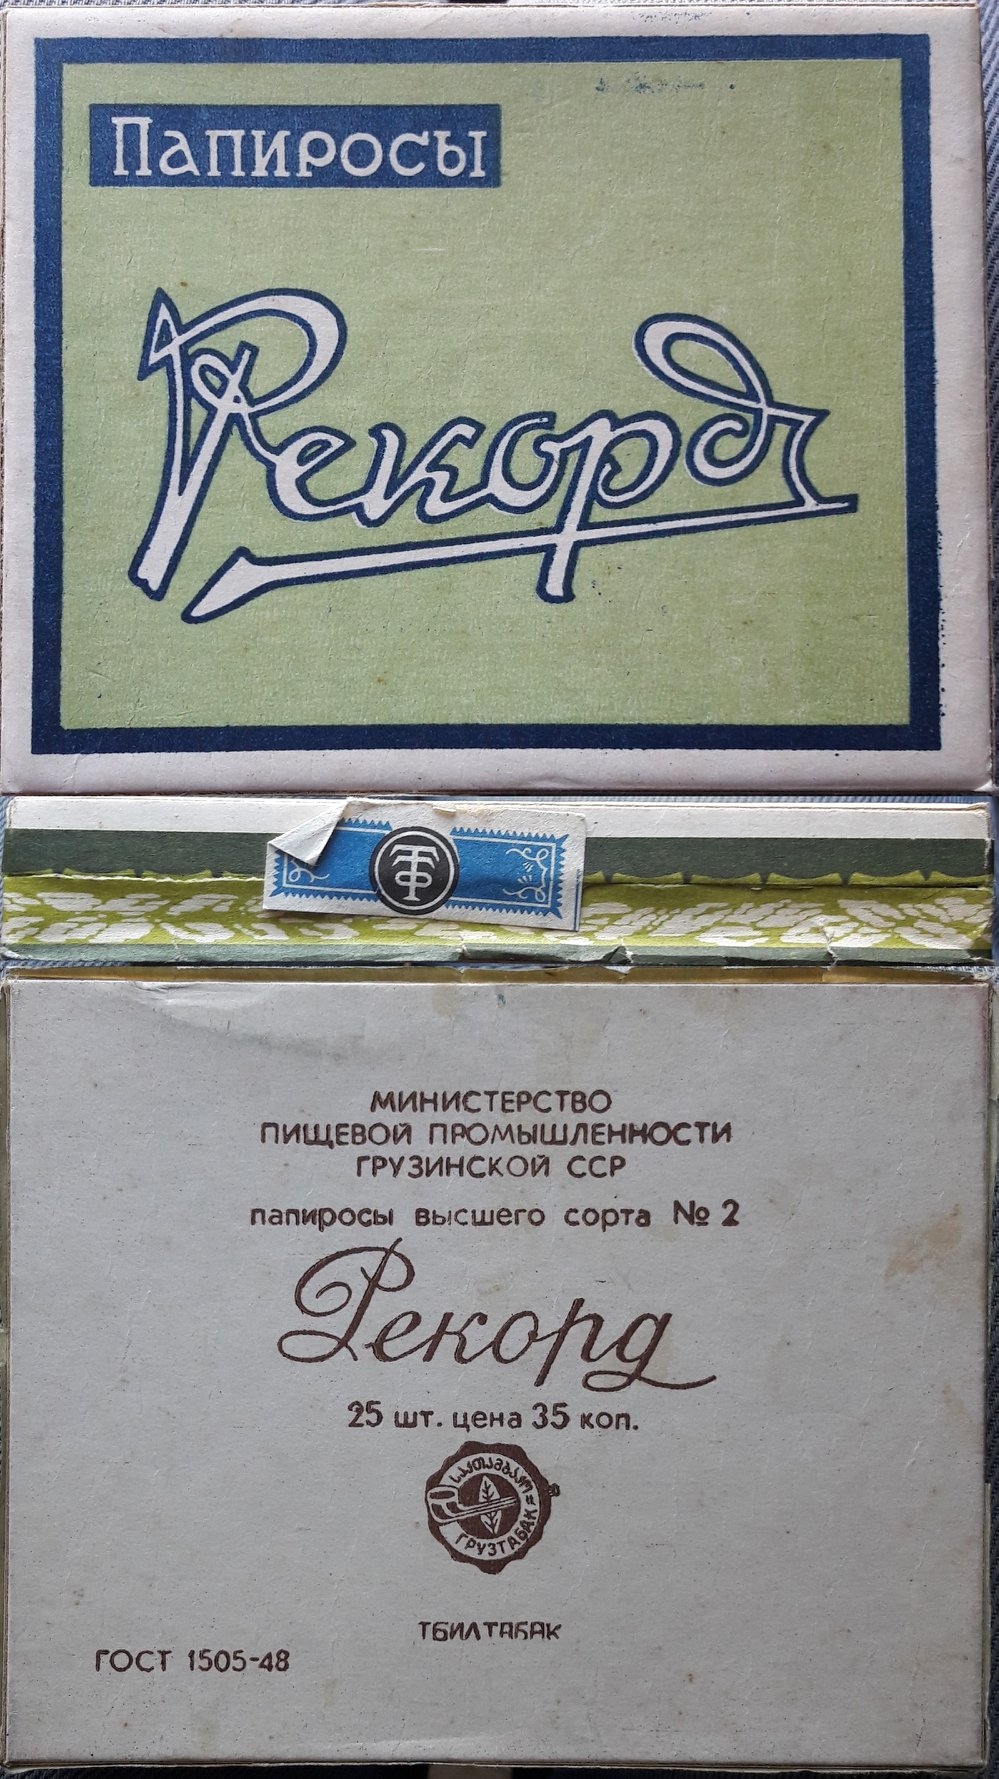 Папиросы
Рекорд
МИНИСТЕРСТВО
ПИЩЕВОЙ ПРОМЫШЛЕННОСТИ
ГРУЗИНСКОЙ ССР
папиросы высшего сорта № 2
Рекорд
25 шт. цена 35 коп.
საქთამბაქო
ГРУЗТАБАК
ТБИЛТАБАК
ГОСТ 1505-48